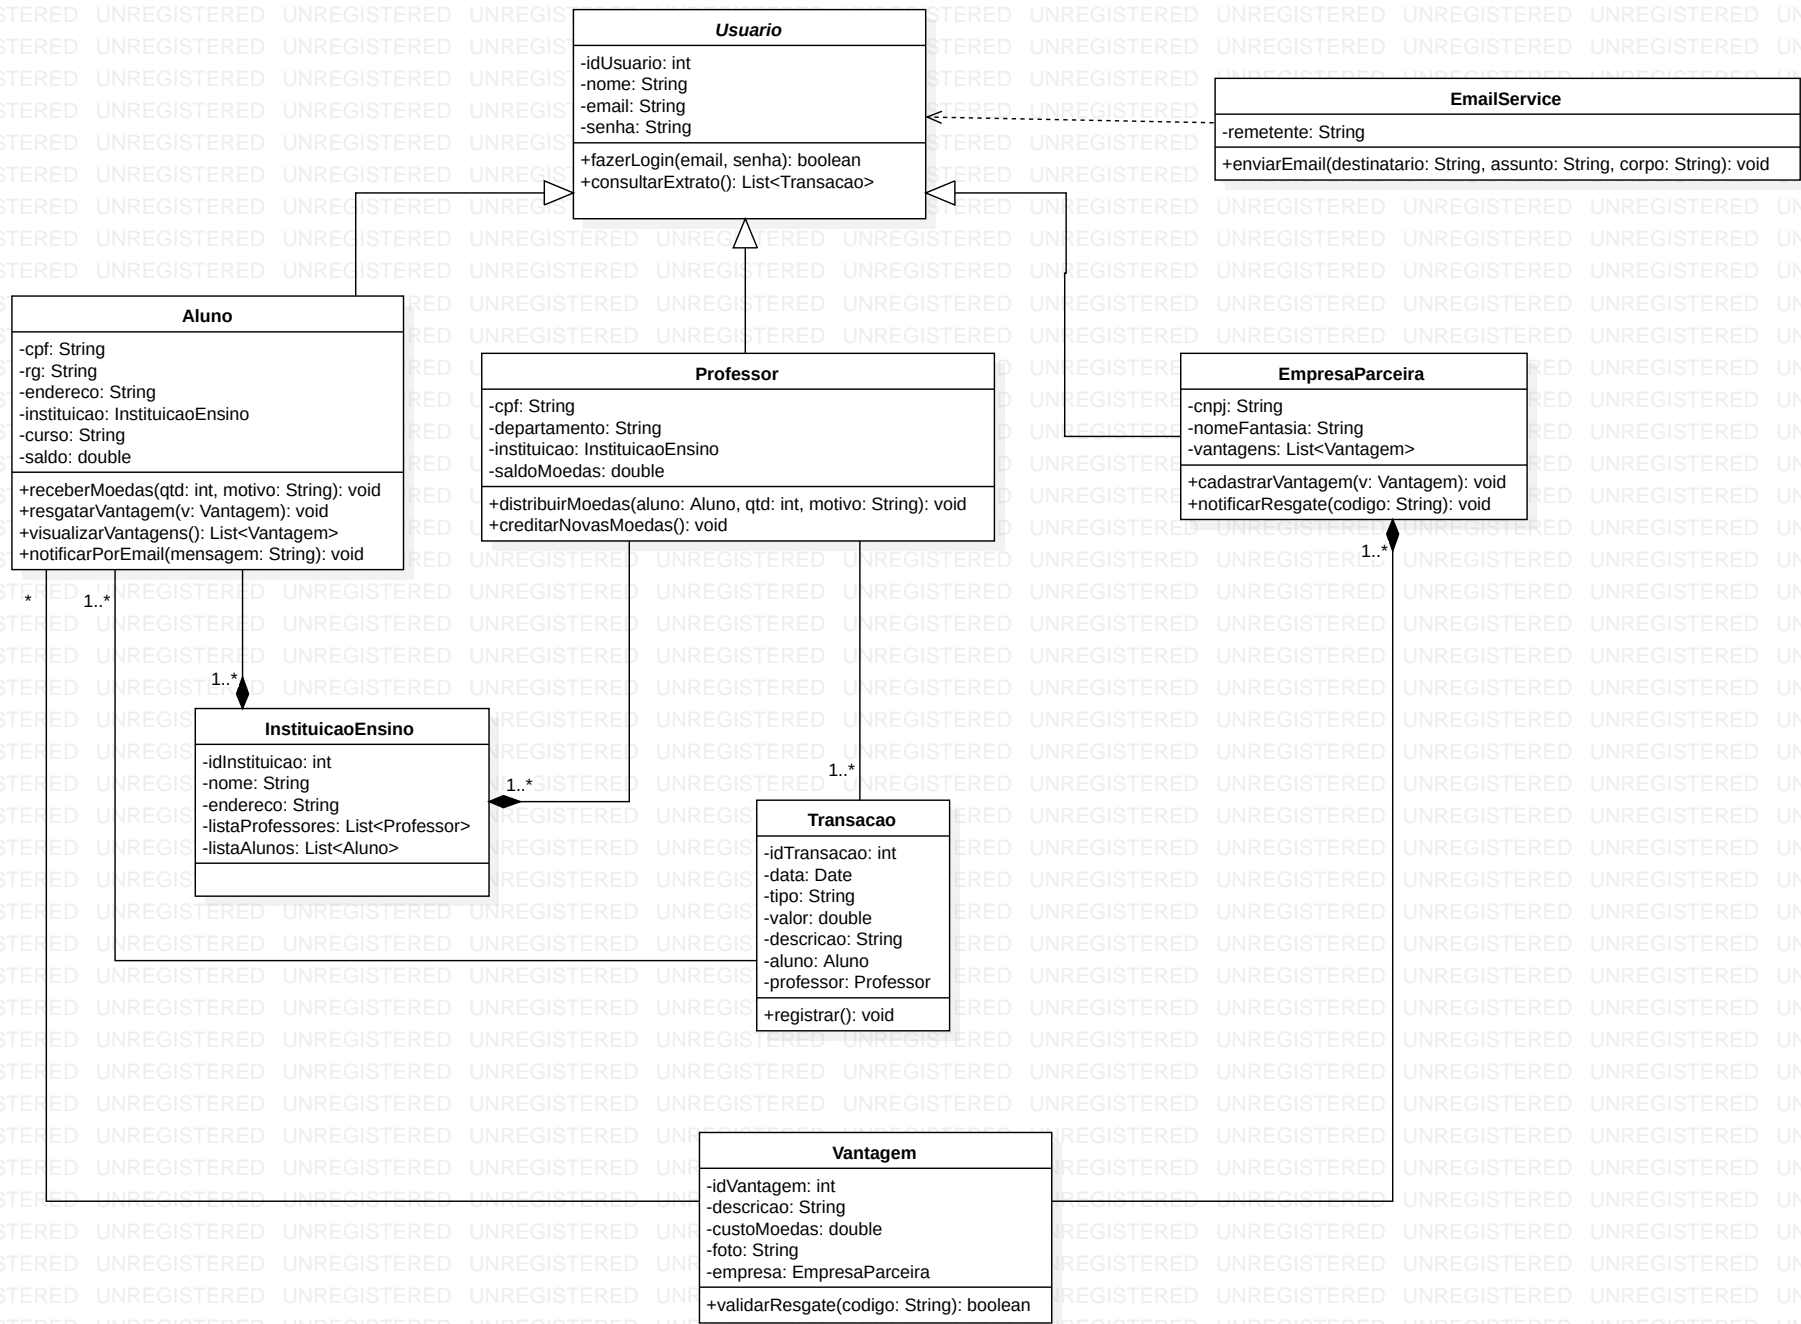 Usuario
-idUsuario: int
-nome: String
-email: String
-senha: String
+fazerLogin(email, senha): boolean
+consultarExtrato(): List<Transacao>
EmailService
-remetente: String
+enviarEmail(destinatario: String, assunto: String, corpo: String): void
Aluno
-cpf: String
-rg: String
-endereco: String
-instituicao: InstituicaoEnsino
-curso: String
-saldo: double
+receberMoedas(qtd: int, motivo: String): void
+resgatarVantagem(v: Vantagem): void
+visualizarVantagens(): List<Vantagem>
+notificarPorEmail(mensagem: String): void
Professor
-cpf: String
-departamento: String
-instituicao: InstituicaoEnsino
-saldoMoedas: double
+distribuirMoedas(aluno: Aluno, qtd: int, motivo: String): void
+creditarNovasMoedas(): void
EmpresaParceira
-cnpj: String
-nomeFantasia: String
-vantagens: List<Vantagem>
+cadastrarVantagem(v: Vantagem): void
+notificarResgate(codigo: String): void
1..*
*
1..*
1..*
InstituicaoEnsino
-idInstituicao: int
-nome: String
-endereco: String
-listaProfessores: List<Professor>
-listaAlunos: List<Aluno>
1..*
1..*
Transacao
-idTransacao: int
-data: Date
-tipo: String
-valor: double
-descricao: String
-aluno: Aluno
-professor: Professor
+registrar(): void
Vantagem
-idVantagem: int
-descricao: String
-custoMoedas: double
-foto: String
-empresa: EmpresaParceira
+validarResgate(codigo: String): boolean
UNREGISTERED